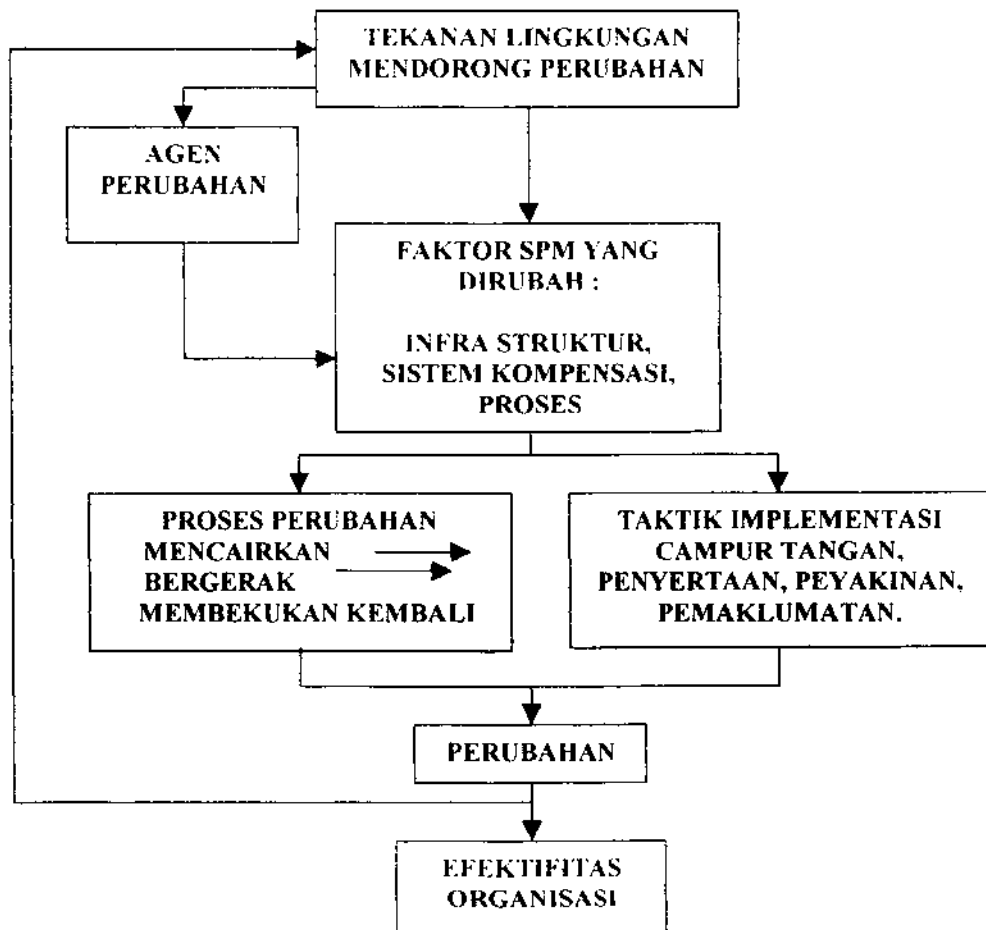 TEKANAN LINGKUNGAN
MENDORONG PERUBAHAN
AGEN
PERUBAHAN
FAKTOR SPM YANG
DIRUBAH :
INFRA STRUKTUR,
SISTEM KOMPENSASI,
PROSES
PROSES PERUBAHAN
MENCAIRKAN
BERGERAK
MEMBEKUKAN KEMBALI
TAKTIK IMPLEMENTASI
CAMPUR TANGAN,
PENYERTAAN, PEYAKINAN,
PEMAKLUMATAN.
PERUBAHAN
EFEKTIFITAS
ORGANISASI